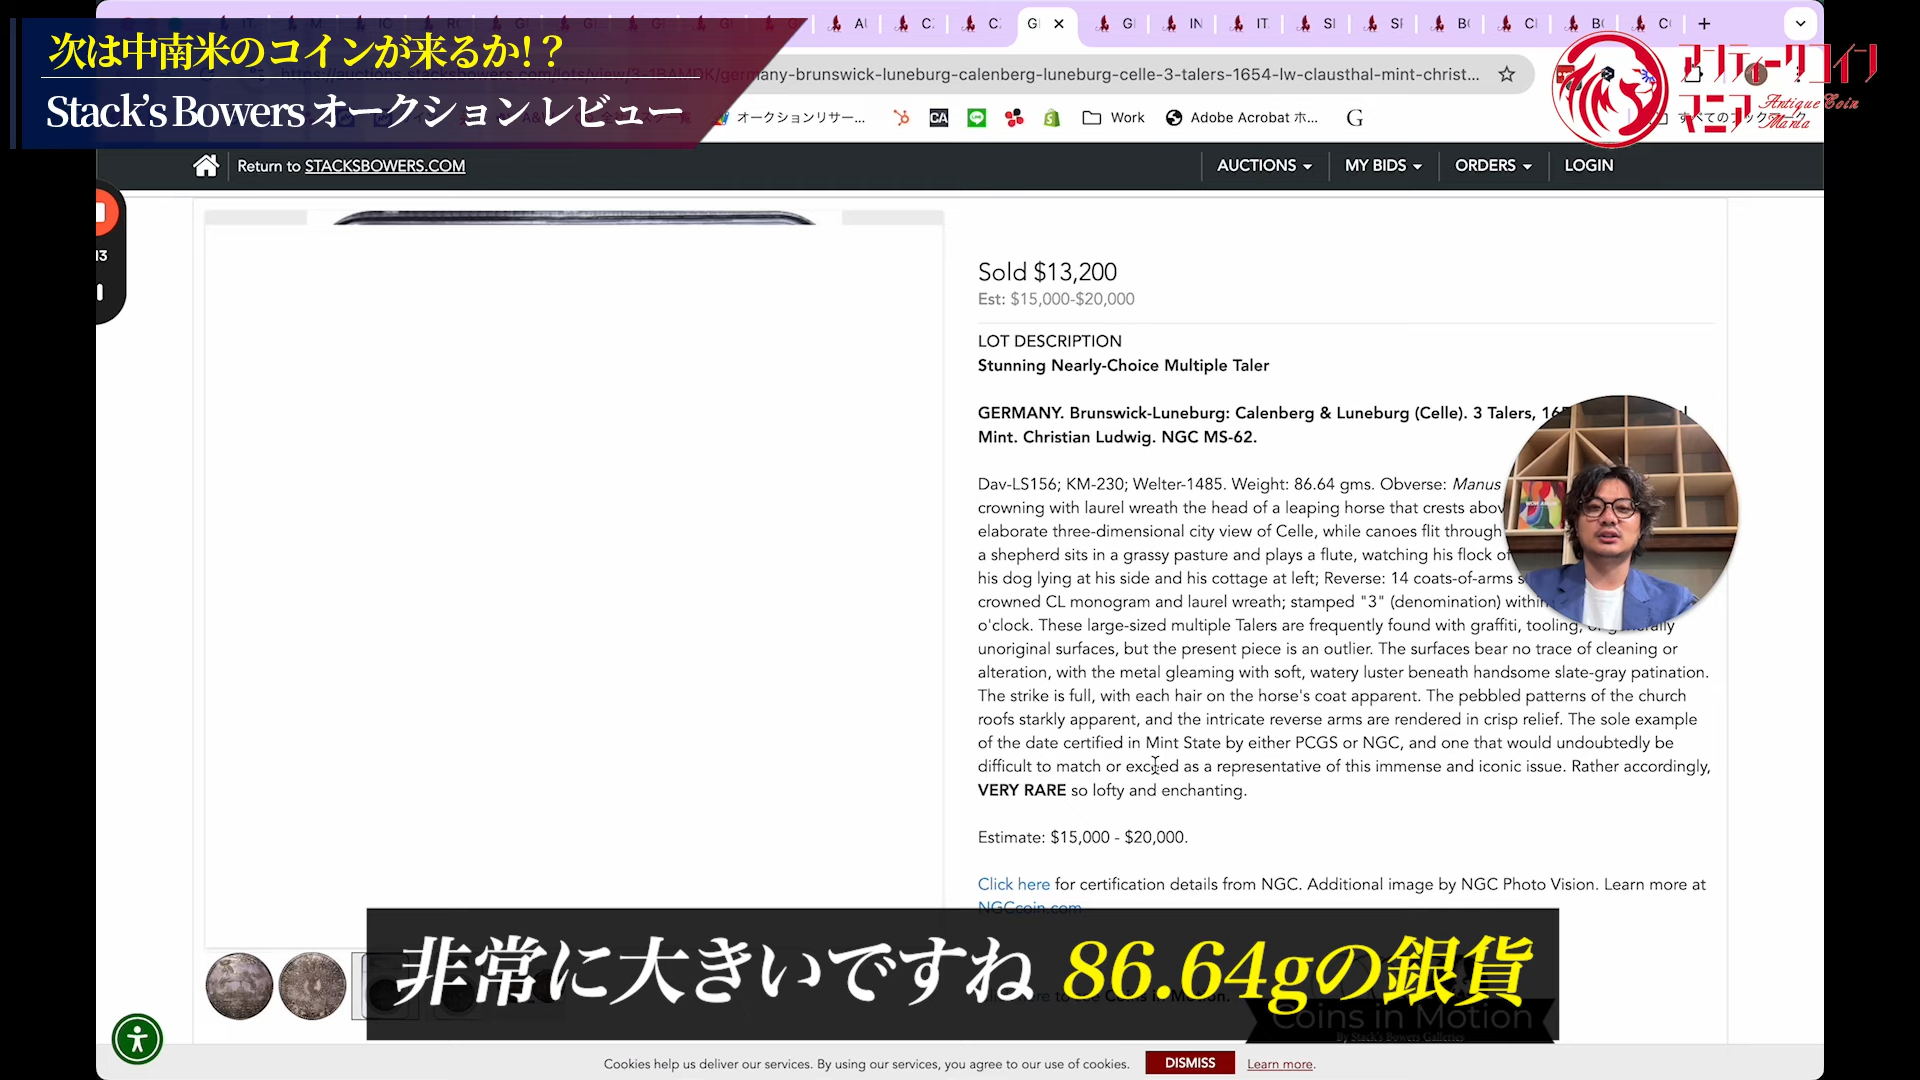 次は中南米のコインが来るか!？
Stack's Bowers オークションレビュー
アンティークコイン
マニア Antique Coin Mania
germany-brunswick-luneburg-calenberg-luneburg-celle-3-talers-1654-lw-clausthal-mint-christ...
オークションリサー...
Work
Adobe Acrobat ホ...
Return to STACKSBOWERS.COM
AUCTIONS
MY BIDS
ORDERS
LOGIN
Sold $13,200
Est: $15,000-$20,000
LOT DESCRIPTION
Stunning Nearly-Choice Multiple Taler
GERMANY. Brunswick-Luneburg: Calenberg & Luneburg (Celle). 3 Talers,
Mint. Christian Ludwig. NGC MS-62.
Dav-LS156; KM-230; Welter-1485. Weight: 86.64 gms. Obverse: Manus
crowning with laurel wreath the head of a leaping horse that crests
elaborate three-dimensional city view of Celle, while canoes flit through
a shepherd sits in a grassy pasture and plays a flute, watching his flock
his dog lying at his side and his cottage at left; Reverse: 14 coats-of-arms
crowned CL monogram and laurel wreath; stamped "3" (denomination)
o'clock. These large-sized multiple Talers are frequently found with graffiti, tooling,
unoriginal surfaces, but the present piece is an outlier. The surfaces bear no trace of cleaning or
alteration, with the metal gleaming with soft, watery luster beneath handsome slate-gray patination.
The strike is full, with each hair on the horse's coat apparent. The pebbled patterns of the church
roofs starkly apparent, and the intricate reverse arms are rendered in crisp relief. The sole example
of the date certified in Mint State by either PCGS or NGC, and one that would undoubtedly be
difficult to match or exceed as a representative of this immense and iconic issue. Rather accordingly,
VERY RARE so lofty and enchanting.
Estimate: $15,000 - $20,000.
Click here for certification details from NGC. Additional image by NGC Photo Vision. Learn more at
NGCcoin.com.
非常に大きいですね 86.64gの銀貨
Coins in Motion
By Stack's Bowers Galleries
Cookies help us deliver our services. By using our services, you agree to our use of cookies.
DISMISS
Learn more.